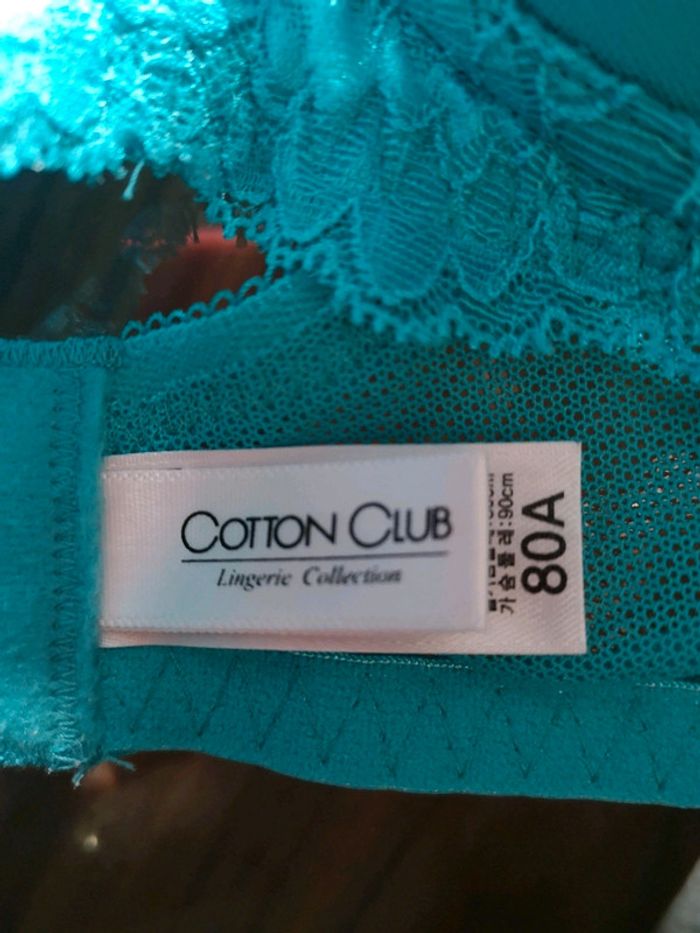 COTTON CLUB
Lingerie Collection
가슴둘레:90cm
80A